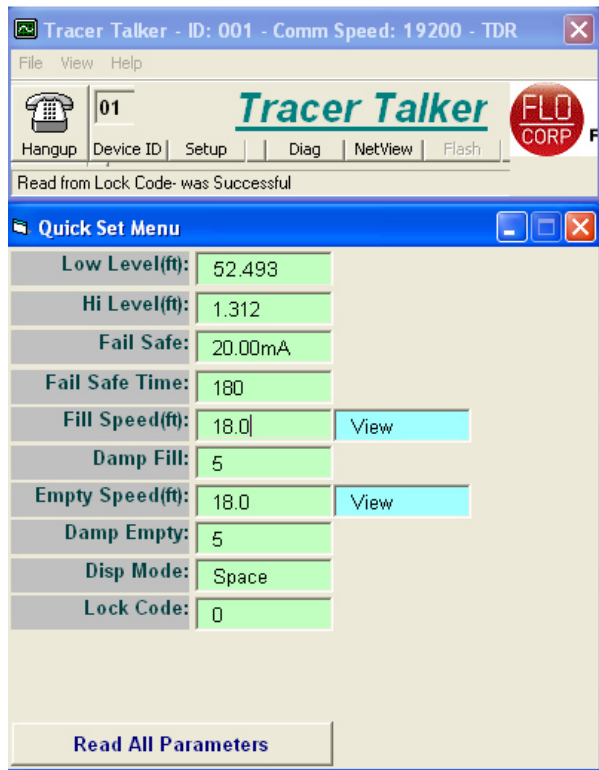 Tracer Talker - ID: 001 - Comm Speed: 19200 - TDR
File View Help
01
Tracer Talker
FLO
CORP
F
Hangup Device ID Setup Diag NetView Flash
Read from Lock Code- was Successful
Quick Set Menu
Low Level(ft): 52.493
Hi Level(ft): 1.312
Fail Safe: 20.00mA
Fail Safe Time: 180
Fill Speed(ft): 18.0 View
Damp Fill: 5
Empty Speed(ft): 18.0 View
Damp Empty: 5
Disp Mode: Space
Lock Code: 0
Read All Parameters